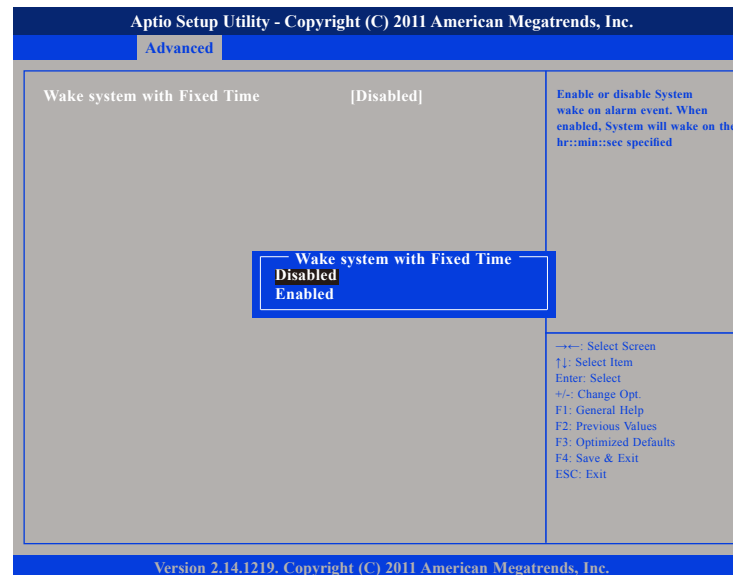 Aptio Setup Utility - Copyright (C) 2011 American Megatrends, Inc.
Advanced
Wake system with Fixed Time [Disabled]
Enable or disable System
wake on alarm event. When
enabled, System will wake on the
hr::min::sec specified
Wake system with Fixed Time
Disabled
Enabled
→←: Select Screen
↑↓: Select Item
Enter: Select
+/-: Change Opt.
F1: General Help
F2: Previous Values
F3: Optimized Defaults
F4: Save & Exit
ESC: Exit
Version 2.14.1219. Copyright (C) 2011 American Megatrends, Inc.